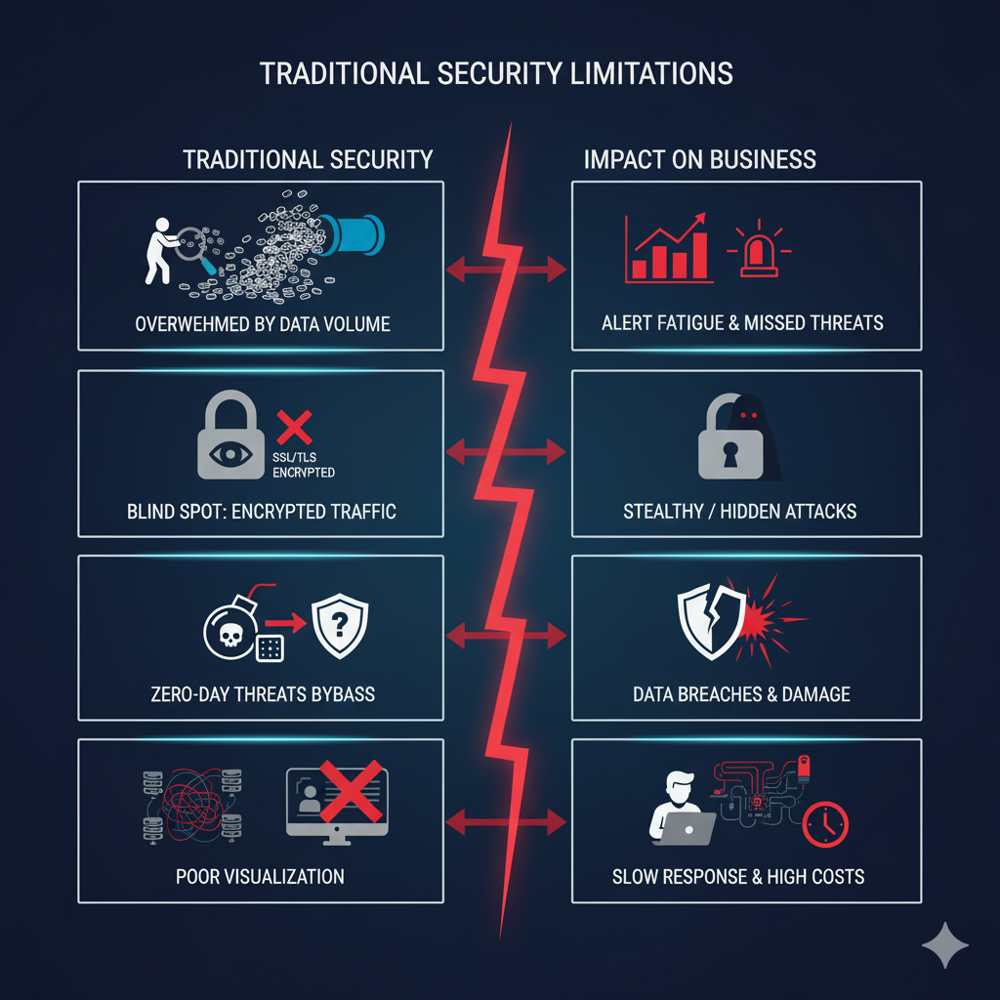 TRADITIONAL SECURITY LIMITATIONS
TRADITIONAL SECURITY
IMPACT ON BUSINESS
OVERWEHMED BY DATA VOLUME
ALERT FATIGUE & MISSED THREATS
SSL/TLS
ENCRYPTED
BLIND SPOT: ENCRYPTED TRAFFIC
STEALTHY / HIDDEN ATTACKS
?
ZERO-DAY THREATS BYBASS
DATA BREACHES & DAMAGE
POOR VISUALIZATION
SLOW RESPONSE & HIGH COSTS